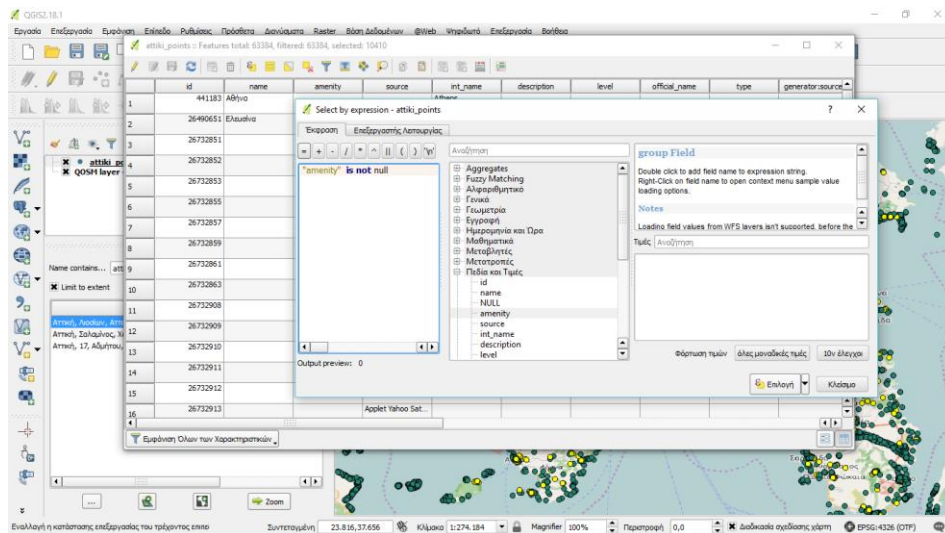 QGIS2.18.1
Εργασία Επεξεργασία Εμφάνιση Επίπεδο Ρυθμίσεις Πρόσθετα Διανύσματα Raster Βάση Δεδομένων @Web Ψηφιδωτό Επεξεργασία Βοήθεια
attiki_points :: Features total: 63384, filtered: 63384, selected: 10410
id name amenity source int_name description level official_name type generator:source
1 441183 Αθήνα Athens
2 26490651 Ελευσίνα
3 26732851
4 26732852
5 26732853
6 26732855
7 26732857
8 26732859
9 26732861
10 26732863
11 26732908
12 26732909
13 26732910
14 26732911
15 26732912
16 26732913 Applet Yahoo Sat...
Εμφάνιση Όλων των Χαρακτηριστικών
Select by expression - attiki_points
Έκφραση Επεξεργαστής Λειτουργίας
= + - / * ^ || ( ) '\n'
"amenity" is not null
Output preview: 0
Αναζήτηση
Aggregates
Fuzzy Matching
Αλφαριθμητικό
Γενικά
Γεωμετρία
Εγγραφή
Ημερομηνία και Ώρα
Μαθηματικά
Μεταβλητές
Μετατροπές
Πεδία και Τιμές
id
name
NULL
amenity
source
int_name
description
level
group Field
Double click to add field name to expression string.
Right-Click on field name to open context menu sample value
loading options.
Notes
Loading field values from WFS layers isn't supported, before the
Τιμές Αναζήτηση
Φόρτωση τιμών όλες μοναδικές τιμές 10ν έλεγχοι
Επιλογή Κλείσιμο
QOSM layer
Name contains...
Limit to extent
Αττική, Λιοσίων,
Αττική, Σαλαμίνος,
Αττική, 17, Αδμήτου,
... Zoom
Εναλλαγή η κατάστασης επεξεργασίας του τρέχοντος επιπέ Συντεταγμένη 23.816,37.656 Κλίμακα 1:274.184 Magnifier 100% Περιστροφή 0,0 Διαδικασία σχεδίασης χάρτη EPSG:4326 (OTF)